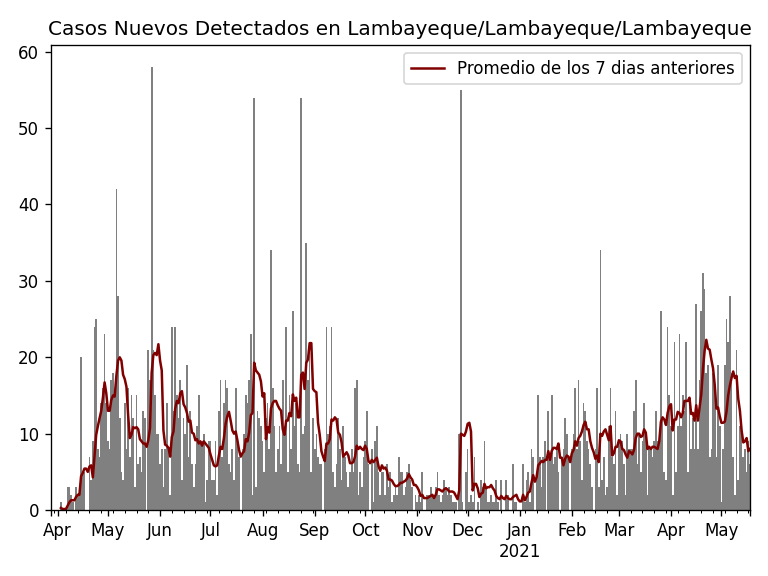 Casos Nuevos Detectados en Lambayeque/Lambayeque/Lambayeque
Promedio de los 7 dias anteriores
60
50
40
30
20
10
0
Apr May Jun Jul Aug Sep Oct Nov Dec Jan Feb Mar Apr May
2021